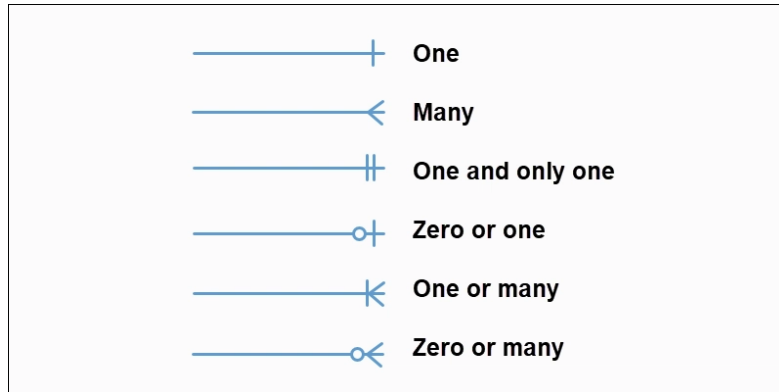 One
Many
One and only one
Zero or one
One or many
Zero or many